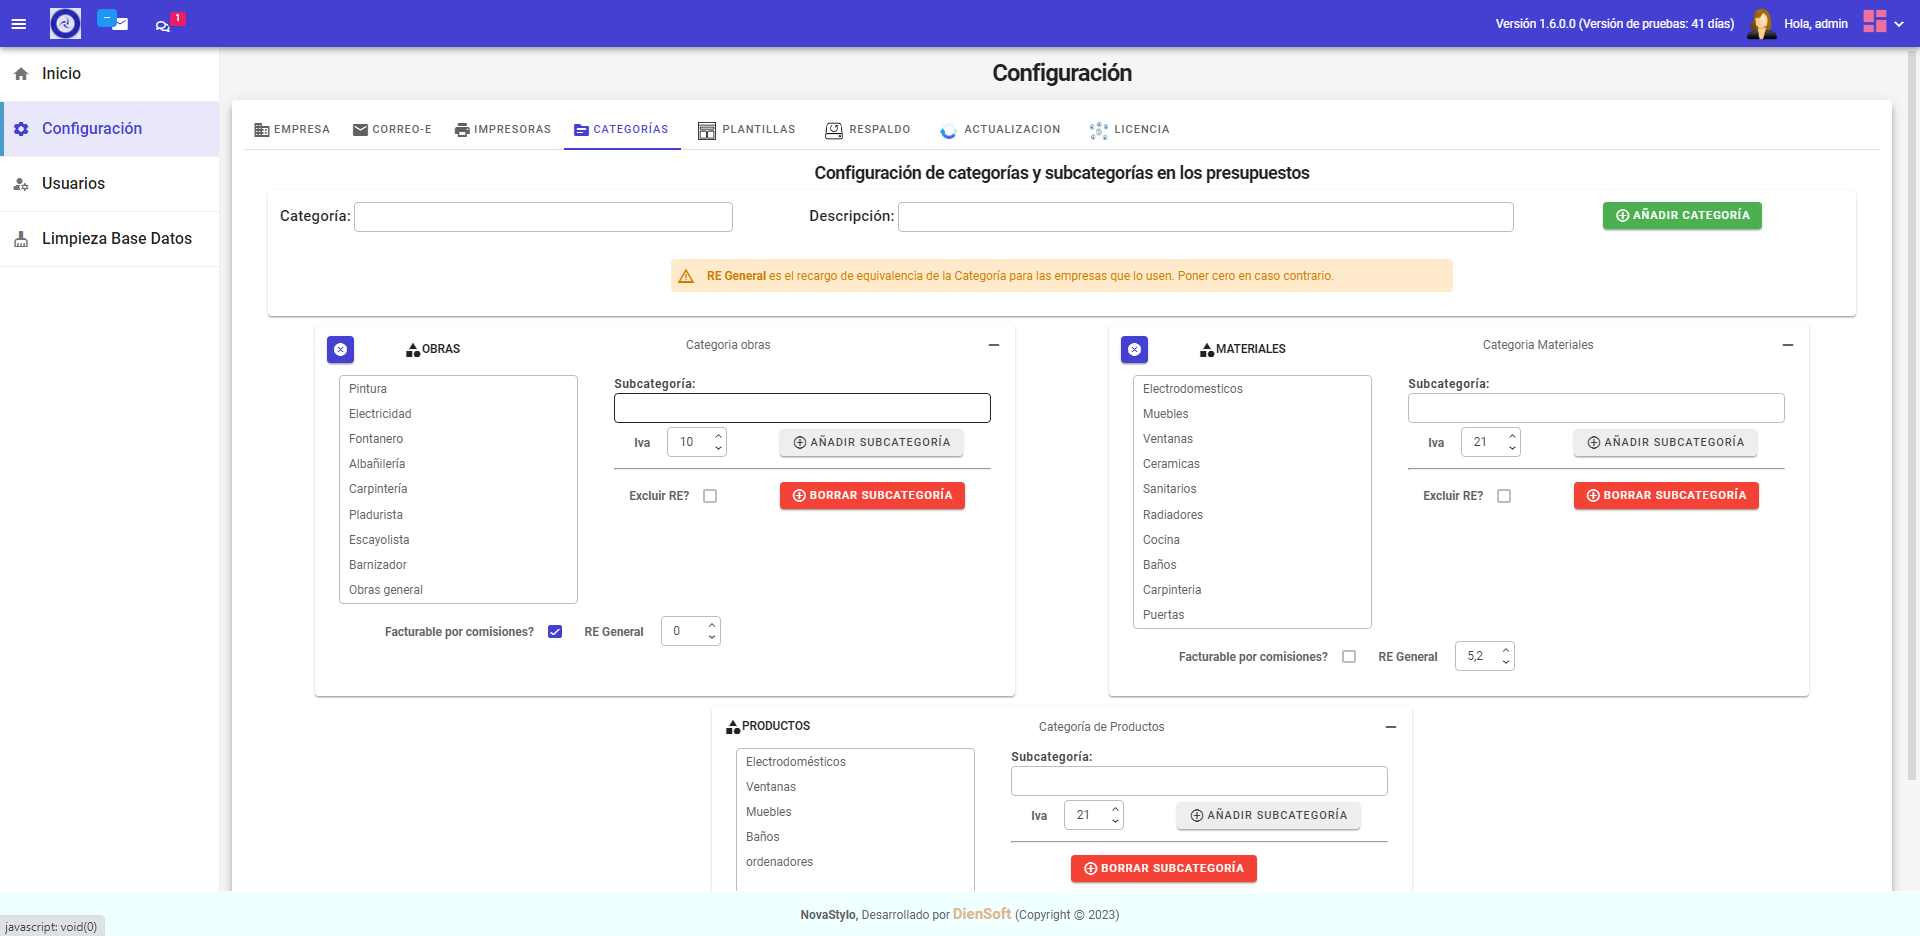 1
Versión 1.6.0.0 (Versión de pruebas: 41 días)
Hola, admin
Inicio
Configuración
Usuarios
Limpieza Base Datos
Configuración
EMPRESA
CORREO-E
IMPRESORAS
CATEGORÍAS
PLANTILLAS
RESPALDO
ACTUALIZACION
LICENCIA
Configuración de categorías y subcategorías en los presupuestos
Categoría:
Descripción:
AÑADIR CATEGORÍA
RE General es el recargo de equivalencia de la Categoría para las empresas que lo usen. Poner cero en caso contrario.
OBRAS
Categoria obras
Pintura
Electricidad
Fontanero
Albañilería
Carpintería
Pladurista
Escayolista
Barnizador
Obras general
Subcategoría:
Iva
10
AÑADIR SUBCATEGORÍA
Excluir RE?
BORRAR SUBCATEGORÍA
Facturable por comisiones?
RE General
0
MATERIALES
Categoria Materiales
Electrodomesticos
Muebles
Ventanas
Ceramicas
Sanitarios
Radiadores
Cocina
Baños
Carpinteria
Puertas
Subcategoría:
Iva
21
AÑADIR SUBCATEGORÍA
Excluir RE?
BORRAR SUBCATEGORÍA
Facturable por comisiones?
RE General
5,2
PRODUCTOS
Categoría de Productos
Electrodomésticos
Ventanas
Muebles
Baños
ordenadores
Subcategoría:
Iva
21
AÑADIR SUBCATEGORÍA
BORRAR SUBCATEGORÍA
NovaStylo, Desarrollado por DienSoft (Copyright © 2023)
javascript: void(0)